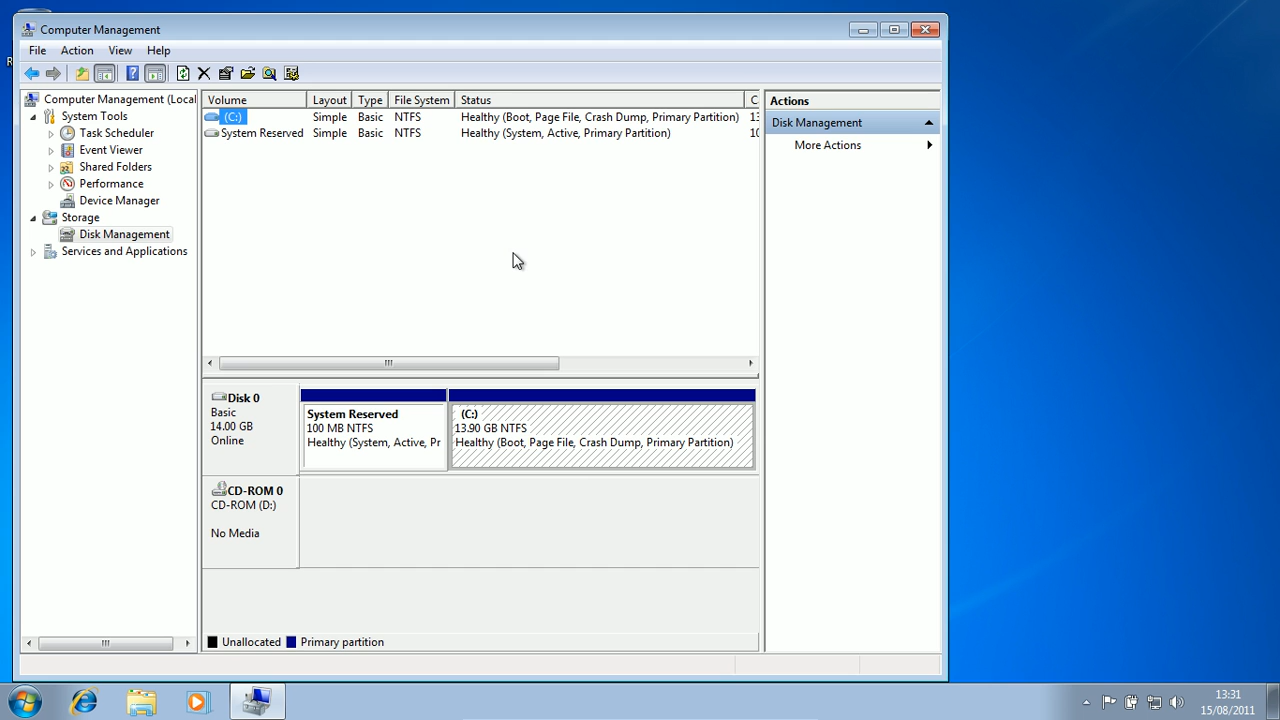 Computer Management
File Action View Help
Computer Management (Local
System Tools
Task Scheduler
Event Viewer
Shared Folders
Performance
Device Manager
Storage
Disk Management
Services and Applications
Volume Layout Type File System Status C
(C:) Simple Basic NTFS Healthy (Boot, Page File, Crash Dump, Primary Partition) 13
System Reserved Simple Basic NTFS Healthy (System, Active, Primary Partition) 10
Disk 0
Basic
14.00 GB
Online
System Reserved
100 MB NTFS
Healthy (System, Active, Pr
(C:)
13.90 GB NTFS
Healthy (Boot, Page File, Crash Dump, Primary Partition)
CD-ROM 0
CD-ROM (D:)
No Media
Unallocated Primary partition
Actions
Disk Management
More Actions
R
13:31
15/08/2011